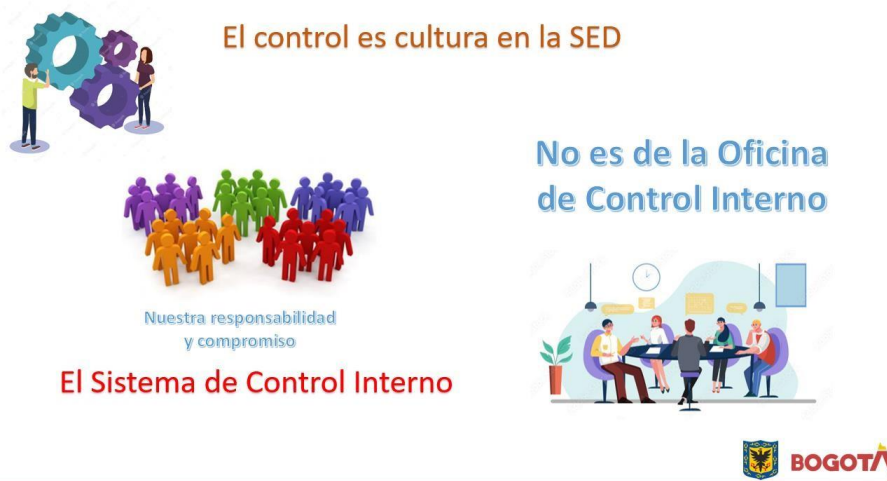 El control es cultura en la SED
No es de la Oficina
de Control Interno
Nuestra responsabilidad
y compromiso
El Sistema de Control Interno
BOGOTÁ